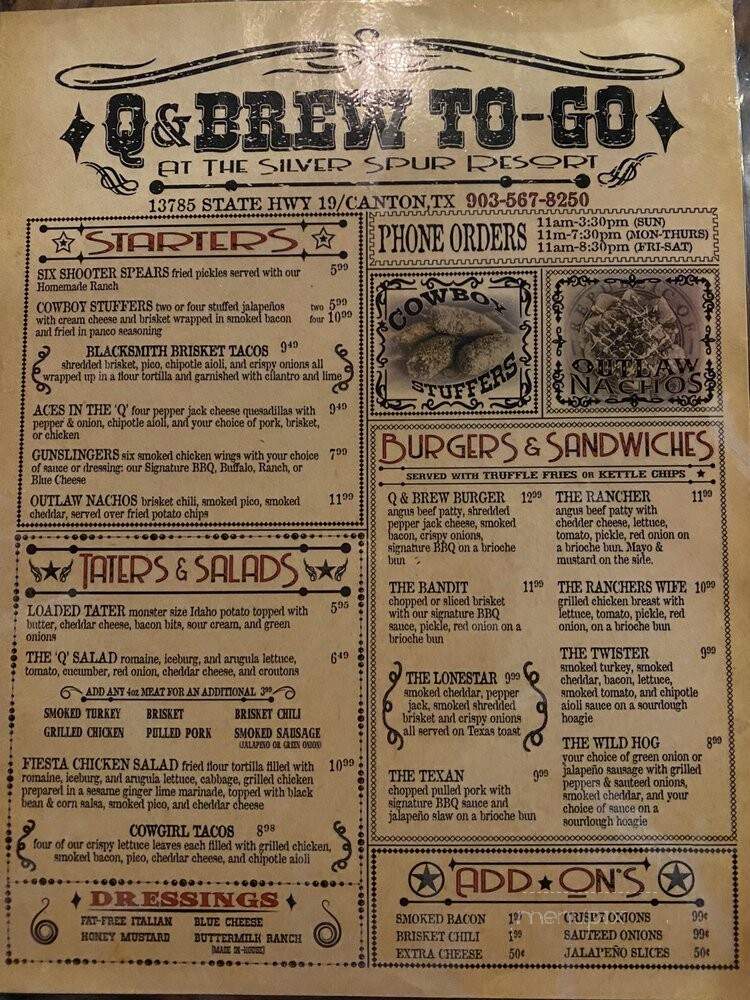 Q & BREW TO-GO
AT THE SILVER SPUR RESORT
13785 STATE HWY 19/CANTON, TX 903-567-8250
STARTERS
SIX SHOOTER SPEARS fried pickles served with our 5.99
Homemade Ranch
COWBOY STUFFERS two or four stuffed jalapeños two 5.99
with cream cheese and brisket wrapped in smoked bacon four 10.99
and fried in panco seasoning
BLACKSMITH BRISKET TACOS 9.49
shredded brisket, pico, chipotle aioli, and crispy onions all
wrapped up in a flour tortilla and garnished with cilantro and lime
ACES IN THE 'Q' four pepper jack cheese quesadillas with 9.49
pepper & onion, chipotle aioli, and your choice of pork, brisket,
or chicken
GUNSLINGERS six smoked chicken wings with your choice 7.99
of sauce or dressing: our Signature BBQ, Buffalo, Ranch, or
Blue Cheese
OUTLAW NACHOS brisket chili, smoked pico, smoked 11.99
cheddar, served over fried potato chips
TATERS & SALADS
LOADED TATER monster size Idaho potato topped with 5.95
butter, cheddar cheese, bacon bits, sour cream, and green
onions
THE 'Q' SALAD romaine, iceburg, and arugula lettuce, 6.49
tomato, cucumber, red onion, cheddar cheese, and croutons
ADD ANY 4oz MEAT FOR AN ADDITIONAL 3.99
SMOKED TURKEY BRISKET BRISKET CHILI
GRILLED CHICKEN PULLED PORK SMOKED SAUSAGE
(JALAPENO OR GREEN ONION)
FIESTA CHICKEN SALAD fried flour tortilla filled with 10.99
romaine, iceburg, and arugula lettuce, cabbage, grilled chicken
prepared in a sesame ginger lime marinade, topped with black
bean & corn salsa, smoked pico, and cheddar cheese
COWGIRL TACOS 8.98
four of our crispy lettuce leaves each filled with grilled chicken,
smoked bacon, pico, cheddar cheese, and chipotle aioli
DRESSINGS
FAT-FREE ITALIAN BLUE CHEESE
HONEY MUSTARD BUTTERMILK RANCH
(MADE IN-HOUSE)
PHONE ORDERS
11am-3:30pm (SUN)
11am-7:30pm (MON-THURS)
11am-8:30pm (FRI-SAT)
COWBOY
STUFFERS
OUTLAW
NACHOS
BURGERS & SANDWICHES
SERVED WITH TRUFFLE FRIES OR KETTLE CHIPS
Q & BREW BURGER 12.99
angus beef patty, shredded
pepper jack cheese, smoked
bacon, crispy onions,
signature BBQ on a brioche
bun
THE BANDIT 11.99
chopped or sliced brisket
with our signature BBQ
sauce, pickle, red onion on a
brioche bun
THE LONESTAR 9.99
smoked cheddar, pepper
jack, smoked shredded
brisket and crispy onions
all served on Texas toast
THE TEXAN 9.99
chopped pulled pork with
signature BBQ sauce and
jalapeño slaw on a brioche bun
THE RANCHER 11.99
angus beef patty with
chedder cheese, lettuce,
tomato, pickle, red onion on
a brioche bun. Mayo &
mustard on the side.
THE RANCHERS WIFE 10.99
grilled chicken breast with
lettuce, tomato, pickle, red
onion, on a brioche bun
THE TWISTER 9.99
smoked turkey, smoked
cheddar, bacon, lettuce,
smoked tomato, and chipotle
aioli sauce on a sourdough
hoagie
THE WILD HOG 8.99
your choice of green onion or
jalapeño sausage with grilled
peppers & sauteed onions,
smoked cheddar, and your
choice of sauce on a
sourdough hoagie
ADD ON'S
SMOKED BACON
BRISKET CHILI 1.99
EXTRA CHEESE 50¢
CRISPY ONIONS 99¢
SAUTEED ONIONS 99¢
JALAPEÑO SLICES 50¢